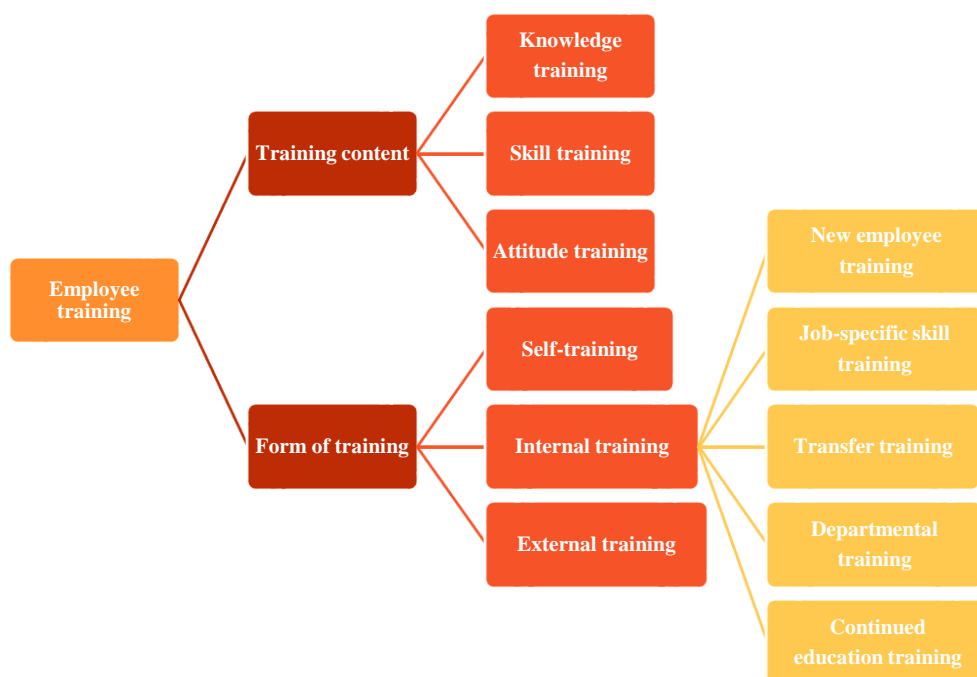 Knowledge
training
Training content
Skill training
Attitude training
New employee
training
Employee
training
Self-training
Job-specific skill
training
Form of training
Internal training
Transfer training
External training
Departmental
training
Continued
education training